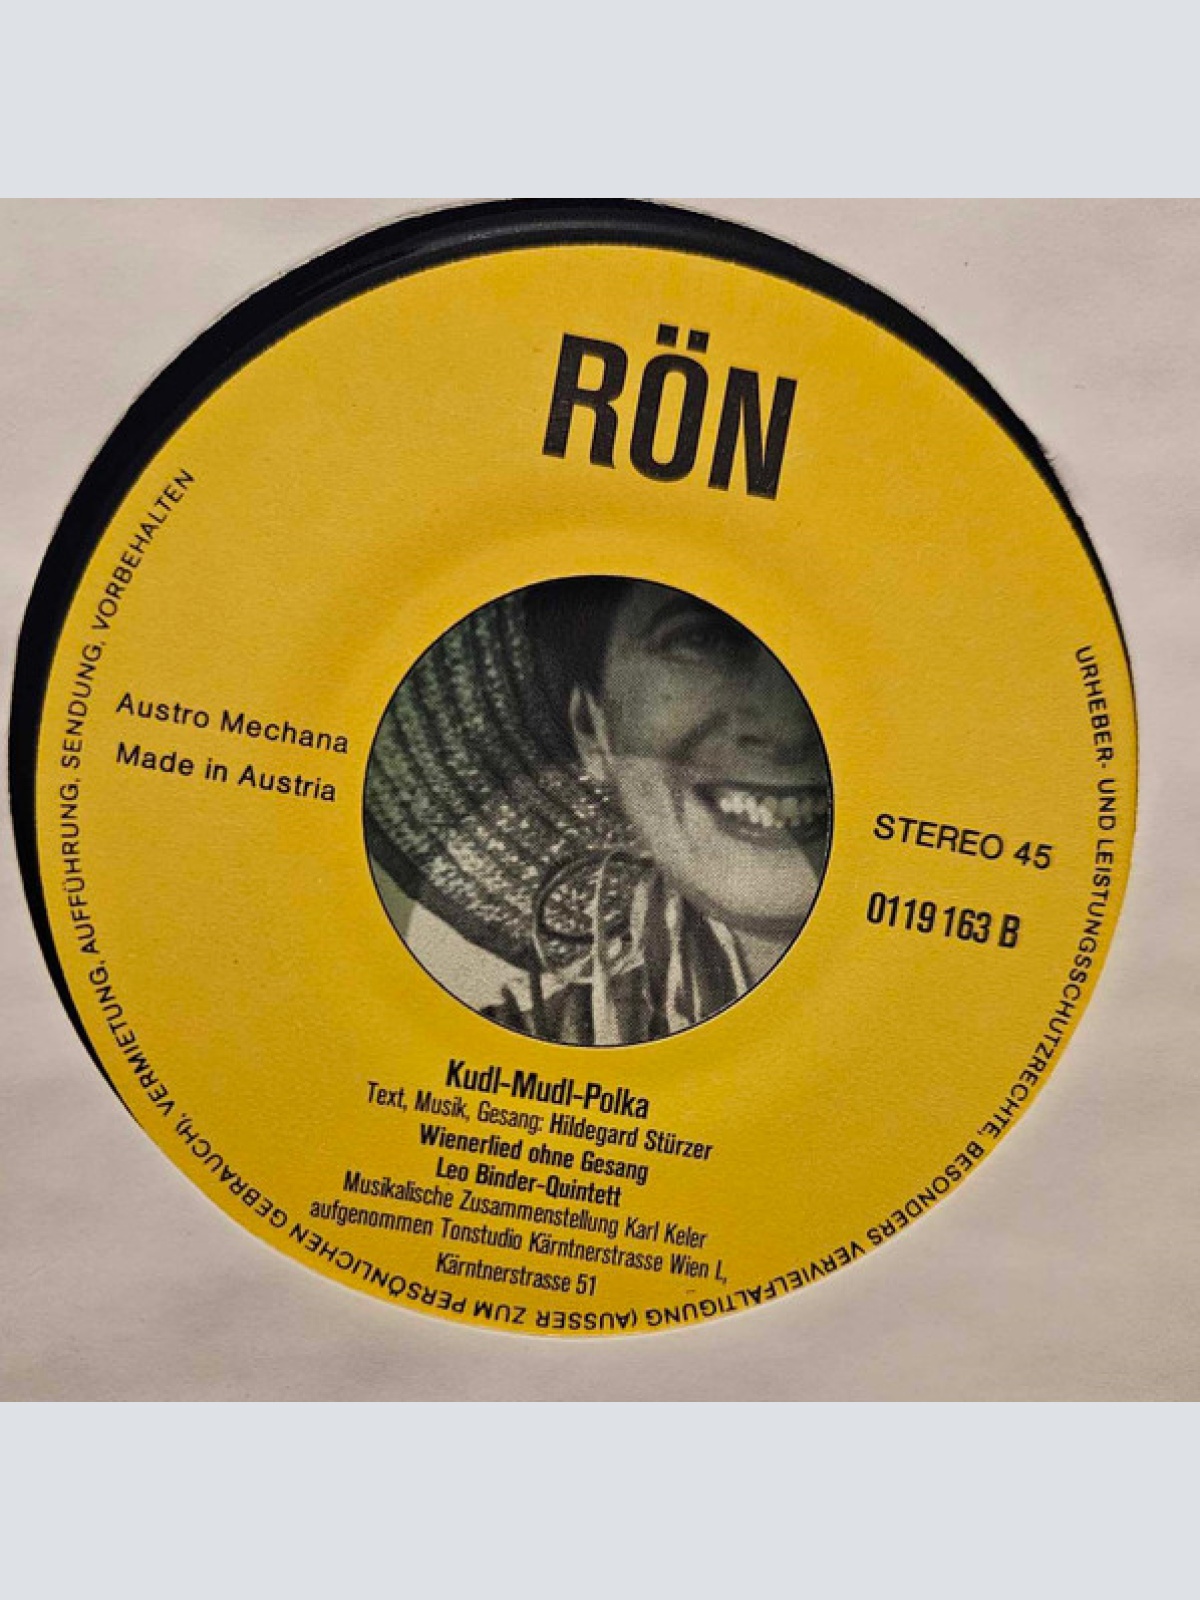 RÖN
Austro Mechana
Made in Austria
STEREO 45
0119 163 B
Kudl-Mudl-Polka
Text, Musik, Gesang: Hildegard Stürzer
Wienerlied ohne Gesang
Leo Binder-Quintett
Musikalische Zusammenstellung Karl Keler
aufgenommen Tonstudio Kärntnerstrasse Wien I.,
Kärntnerstrasse 51
URHEBER- UND LEISTUNGSSCHUTZRECHTE, BESONDERS VERVIELFÄLTIGUNG (AUSSER ZUM PERSÖNLICHEN GEBRAUCH), VERMIETUNG, AUFFÜHRUNG, SENDUNG, VORBEHALTEN